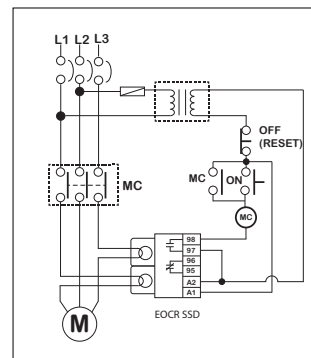 L1 L2 L3
OFF
(RESET)
MC
MC
ON
MC
98
97
96
95
A2
A1
M
EOCR SSD